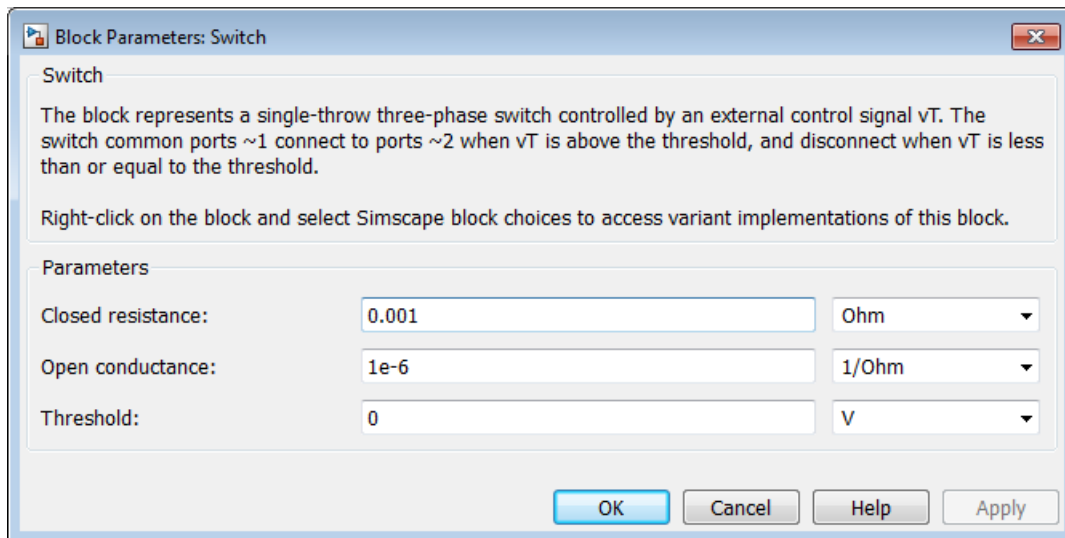 Block Parameters: Switch
Switch
The block represents a single-throw three-phase switch controlled by an external control signal vT. The
switch common ports ~1 connect to ports ~2 when vT is above the threshold, and disconnect when vT is less
than or equal to the threshold.
Right-click on the block and select Simscape block choices to access variant implementations of this block.
Parameters
Closed resistance: 0.001 Ohm
Open conductance: 1e-6 1/Ohm
Threshold: 0 V
OK Cancel Help Apply